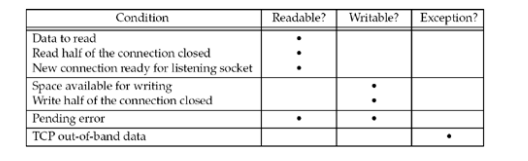 Condition Readable? Writable? Exception?
Data to read •
Read half of the connection closed •
New connection ready for listening socket •
Space available for writing •
Write half of the connection closed •
Pending error • •
TCP out-of-band data •